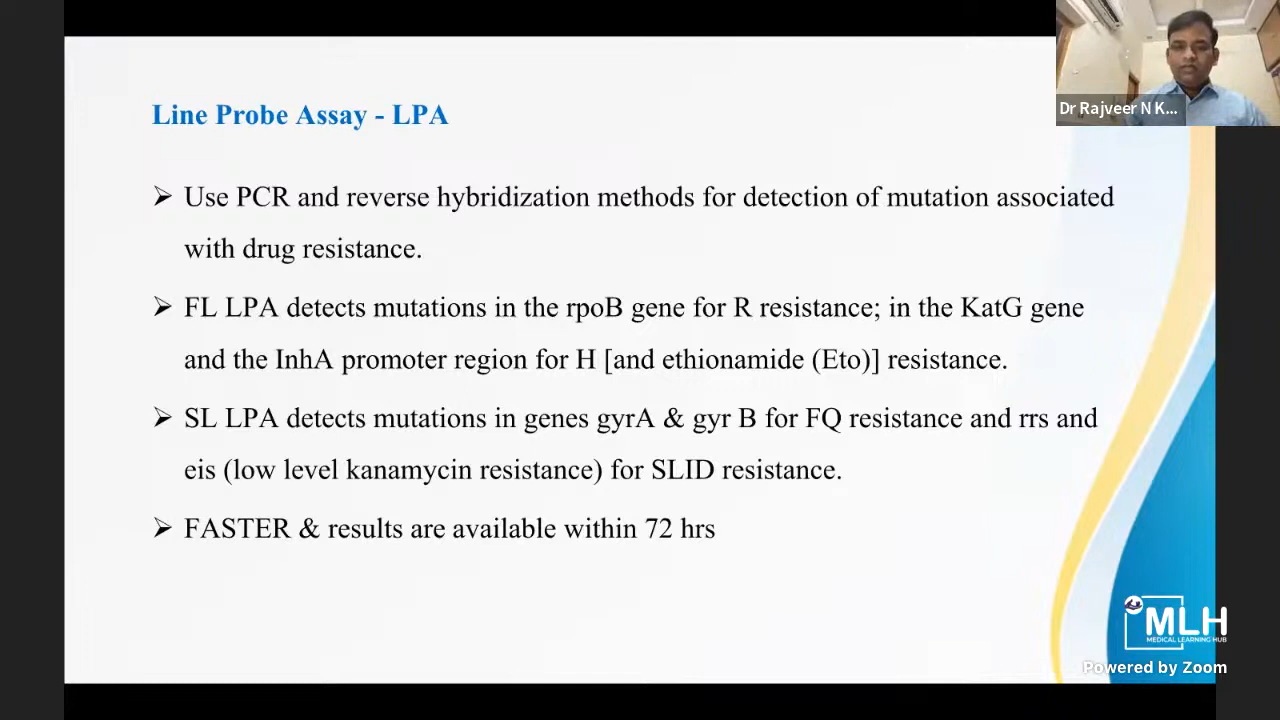 Line Probe Assay - LPA
Dr Rajveer N K...
➢ Use PCR and reverse hybridization methods for detection of mutation associated
with drug resistance.
➢ FL LPA detects mutations in the rpoB gene for R resistance; in the KatG gene
and the InhA promoter region for H [and ethionamide (Eto)] resistance.
➢ SL LPA detects mutations in genes gyrA & gyr B for FQ resistance and rrs and
eis (low level kanamycin resistance) for SLID resistance.
➢ FASTER & results are available within 72 hrs
MLH
MEDICAL LEARNING HUB
Powered by Zoom